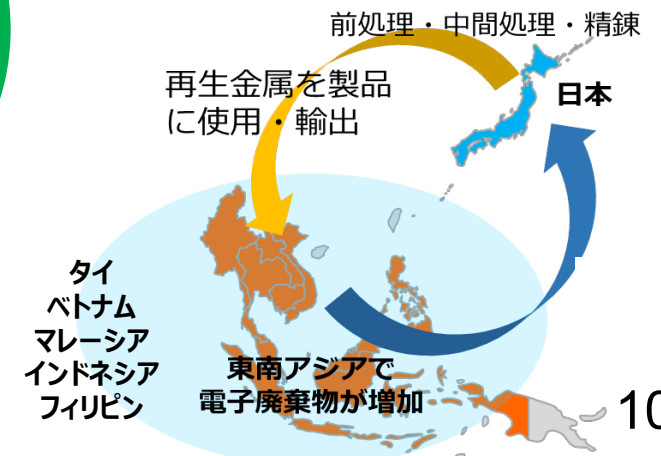 前処理・中間処理・精錬
再生金属を製品
に使用・輸出
日本
タイ
ベトナム
マレーシア
インドネシア
フィリピン
東南アジアで
電子廃棄物が増加
10